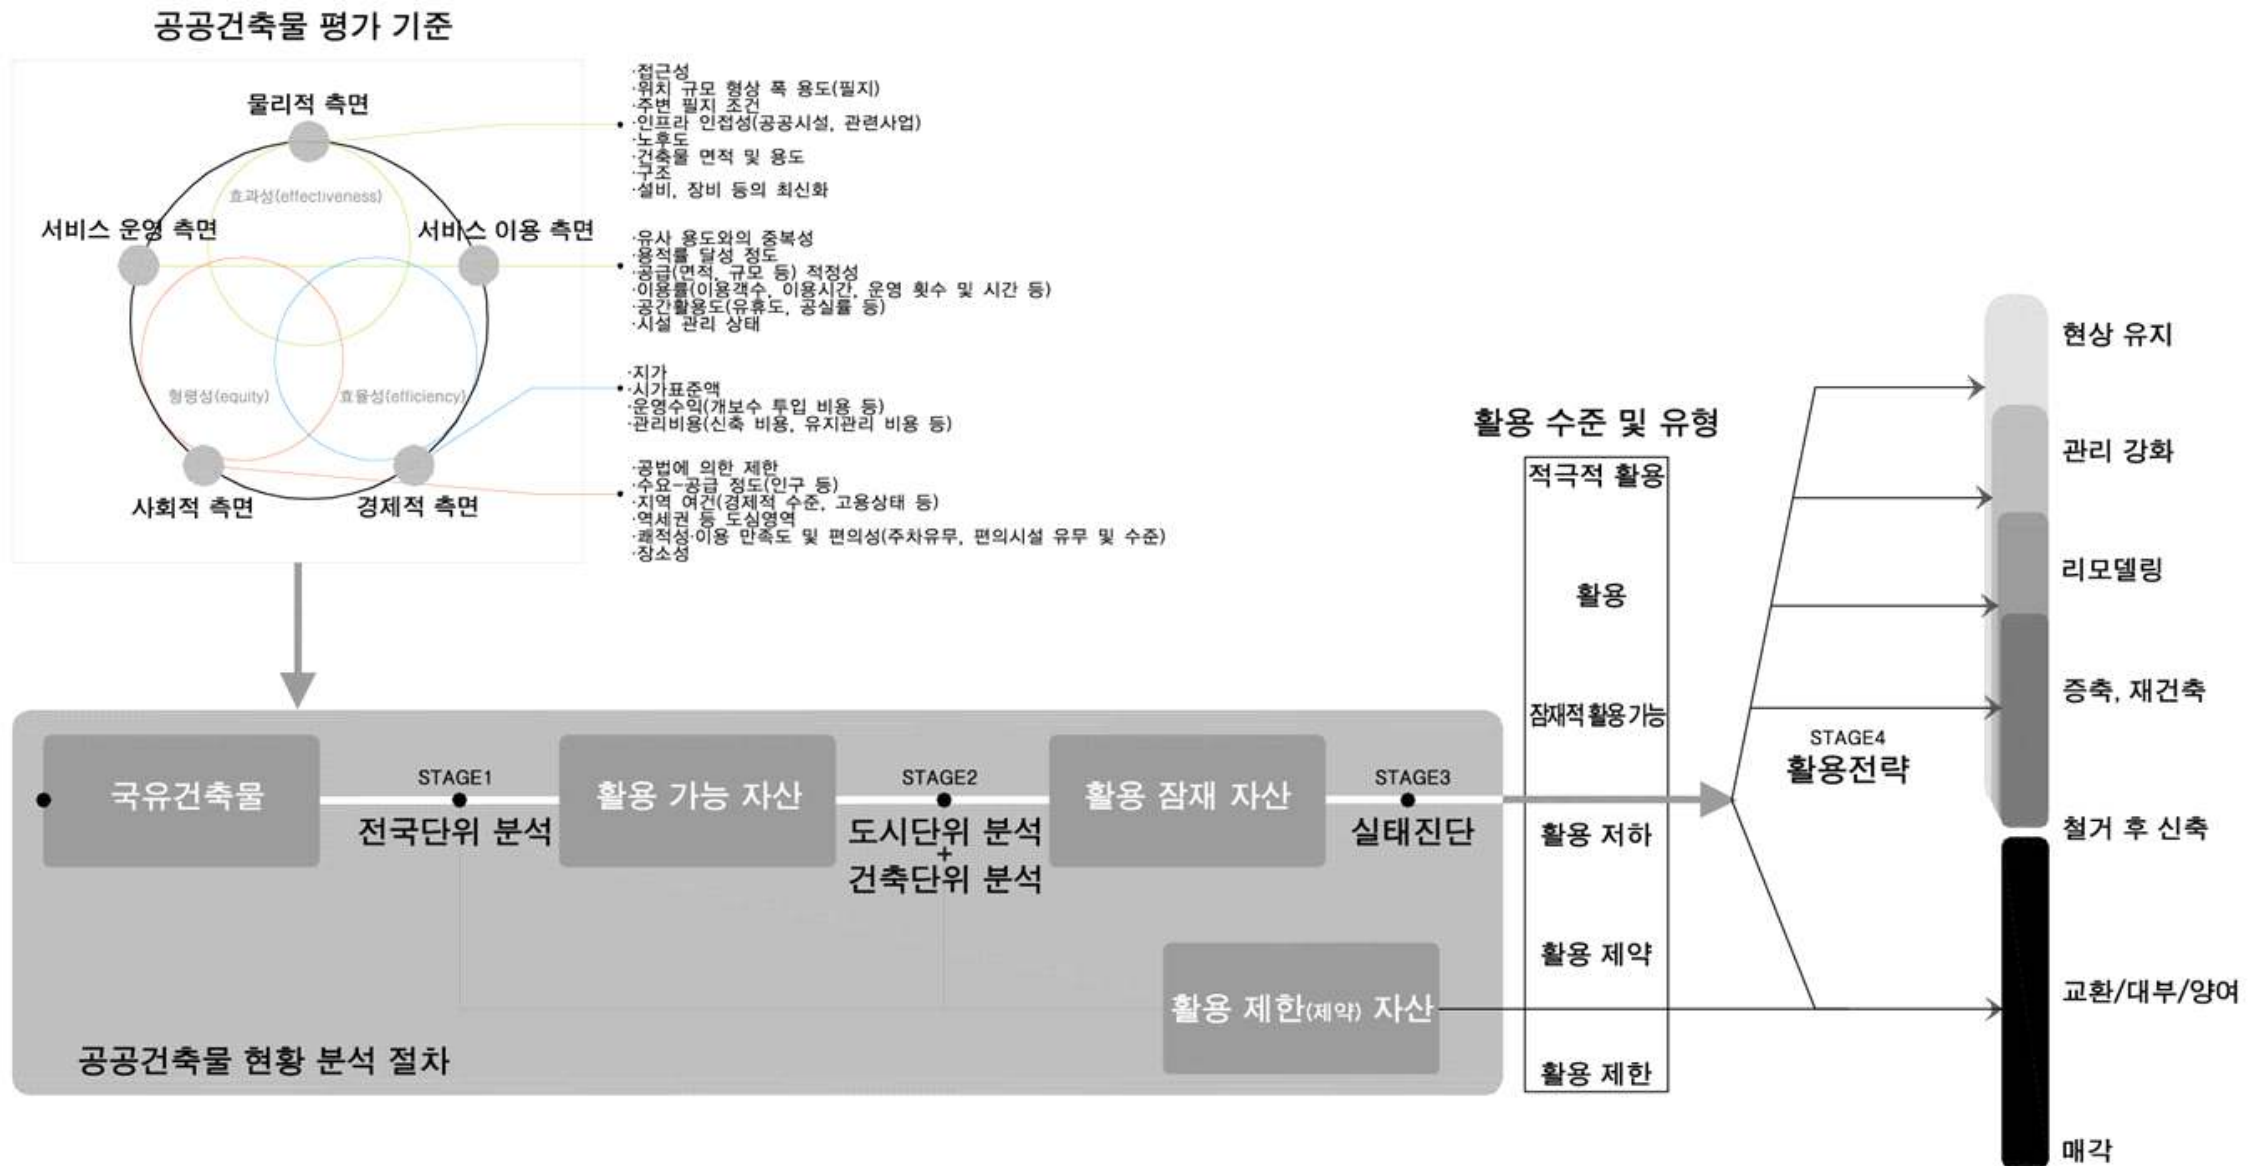 공공건축물 평가 기준
물리적 측면
효과성(effectiveness)
서비스 운영 측면
서비스 이용 측면
형령성(equity)
효율성(efficiency)
사회적 측면
경제적 측면
·접근성
·위치 규모 형상 폭 용도(필지)
·주변 필지 조건
·인프라 인접성(공공시설, 관련사업)
·노후도
·건축물 면적 및 용도
·구조
·설비, 장비 등의 최신화
·유사 용도와의 중복성
·용적률 달성 정도
·공급(면적, 규모 등) 적정성
·이용률(이용객수, 이용시간, 운영 횟수 및 시간 등)
·공간활용도(유휴도, 공실률 등)
·시설 관리 상태
·지가
·시가표준액
·운영수익(개보수 투입 비용 등)
·관리비용(신축 비용, 유지관리 비용 등)
·공법에 의한 제한
·수요-공급 정도(인구 등)
·지역 여건(경제적 수준, 고용상태 등)
·역세권 등 도심영역
·쾌적성·이용 만족도 및 편의성(주차유무, 편의시설 유무 및 수준)
·장소성
국유건축물
STAGE1
전국단위 분석
활용 가능 자산
STAGE2
도시단위 분석
+
건축단위 분석
활용 잠재 자산
STAGE3
실태진단
활용 제한(제약) 자산
공공건축물 현황 분석 절차
활용 수준 및 유형
적극적 활용
활용
잠재적 활용 가능
활용 저하
활용 제약
활용 제한
STAGE4
활용전략
현상 유지
관리 강화
리모델링
증축, 재건축
철거 후 신축
교환/대부/양여
매각